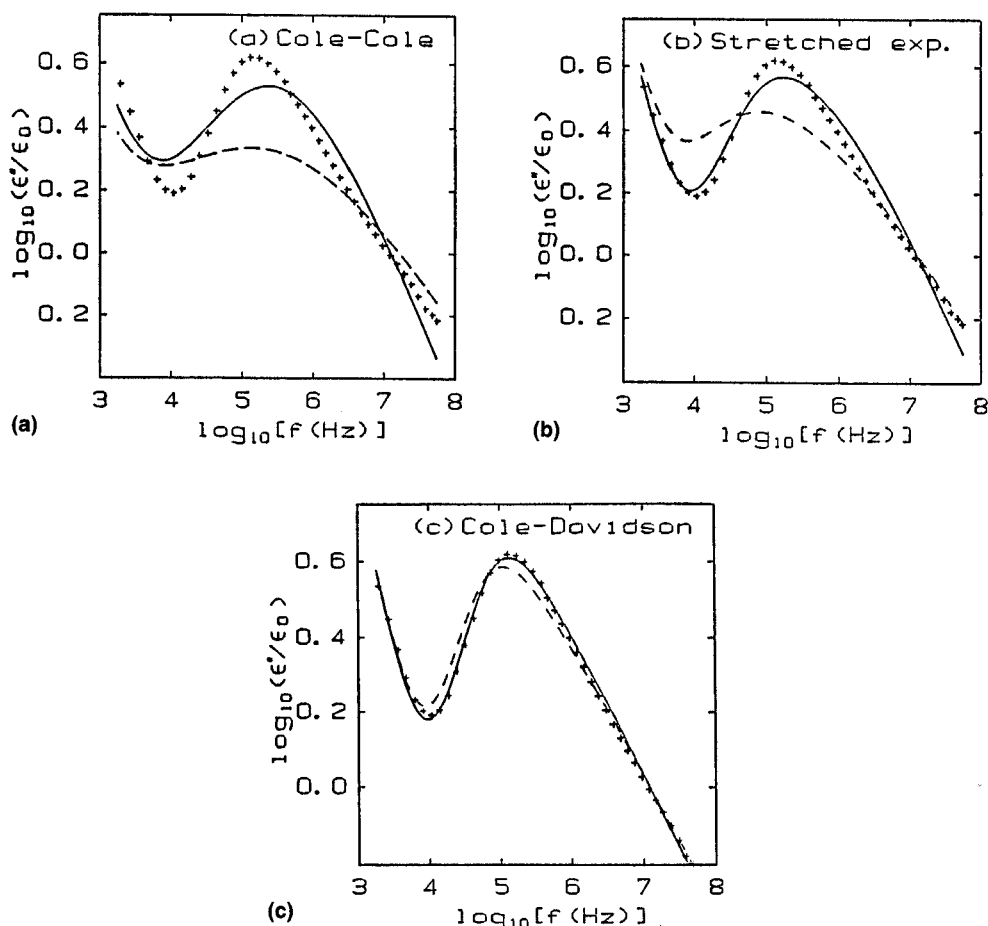 (a) Cole-Cole
0.6
0.4
0.2
0.0
0.2
log₁₀(ε"/ε₀)
3 4 5 6 7 8
log₁₀[f(Hz)]
(a)
(b) Stretched exp.
0.6
0.4
0.2
0.0
0.2
log₁₀(ε"/ε₀)
3 4 5 6 7 8
log₁₀[f(Hz)]
(b)
(c) Cole-Davidson
0.6
0.4
0.2
0.0
log₁₀(ε"/ε₀)
3 4 5 6 7 8
log₁₀[f(Hz)]
(c)